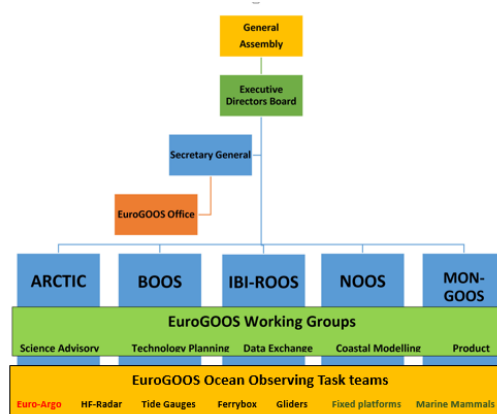 General
Assembly
Executive
Directors Board
Secretary General
EuroGOOS Office
ARCTIC BOOS IBI-ROOS NOOS MON-
GOOS
EuroGOOS Working Groups
Science Advisory Technology Planning Data Exchange Coastal Modelling Product
EuroGOOS Ocean Observing Task teams
Euro-Argo HF-Radar Tide Gauges Ferrybox Gliders Fixed platforms Marine Mammals